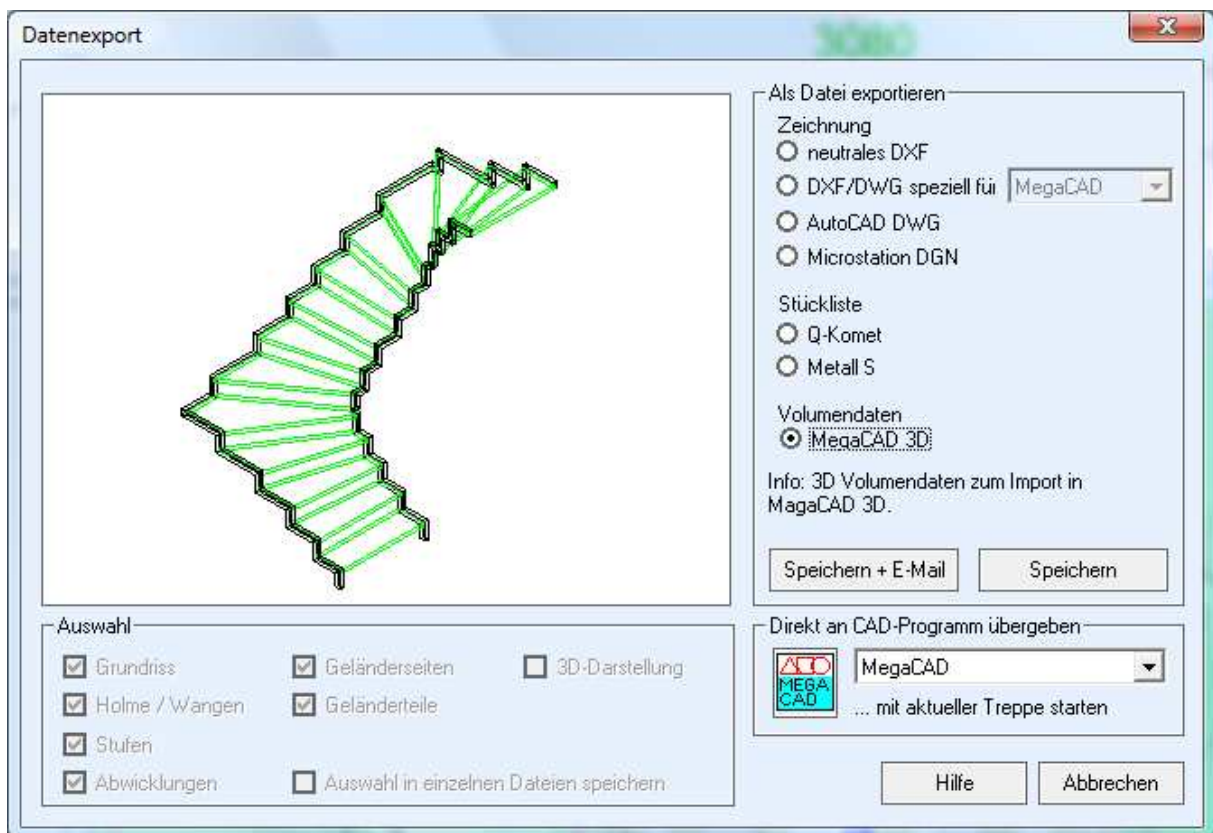 Datenexport
3080
Als Datei exportieren
Zeichnung
neutrales DXF
DXF/DWG speziell für MegaCAD
AutoCAD DWG
Microstation DGN
Stückliste
Q-Komet
Metall S
Volumendaten
MegaCAD 3D
Info: 3D Volumendaten zum Import in
MagaCAD 3D.
Speichern + E-Mail Speichern
Auswahl
Grundriss Geländerseiten 3D-Darstellung
Holme / Wangen Geländerteile
Stufen
Abwicklungen Auswahl in einzelnen Dateien speichern
Direkt an CAD-Programm übergeben
MEGA
CAD
MegaCAD
... mit aktueller Treppe starten
Hilfe Abbrechen